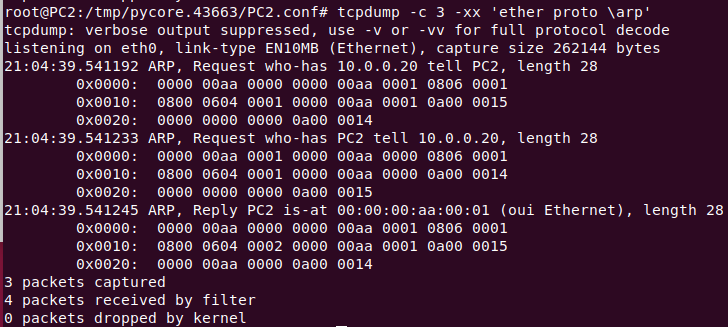 root@PC2:/tmp/pycore.43663/PC2.conf# tcpdump -c 3 -xx 'ether proto \arp'
tcpdump: verbose output suppressed, use -v or -vv for full protocol decode
listening on eth0, link-type EN10MB (Ethernet), capture size 262144 bytes
21:04:39.541192 ARP, Request who-has 10.0.0.20 tell PC2, length 28
        0x0000:  0000 00aa 0000 0000 00aa 0001 0806 0001
        0x0010:  0800 0604 0001 0000 00aa 0001 0a00 0015
        0x0020:  0000 0000 0000 0a00 0014
21:04:39.541233 ARP, Request who-has PC2 tell 10.0.0.20, length 28
        0x0000:  0000 00aa 0001 0000 00aa 0000 0806 0001
        0x0010:  0800 0604 0001 0000 00aa 0000 0a00 0014
        0x0020:  0000 0000 0000 0a00 0015
21:04:39.541245 ARP, Reply PC2 is-at 00:00:00:aa:00:01 (oui Ethernet), length 28
        0x0000:  0000 00aa 0000 0000 00aa 0001 0806 0001
        0x0010:  0800 0604 0002 0000 00aa 0001 0a00 0015
        0x0020:  0000 00aa 0000 0a00 0014
3 packets captured
4 packets received by filter
0 packets dropped by kernel